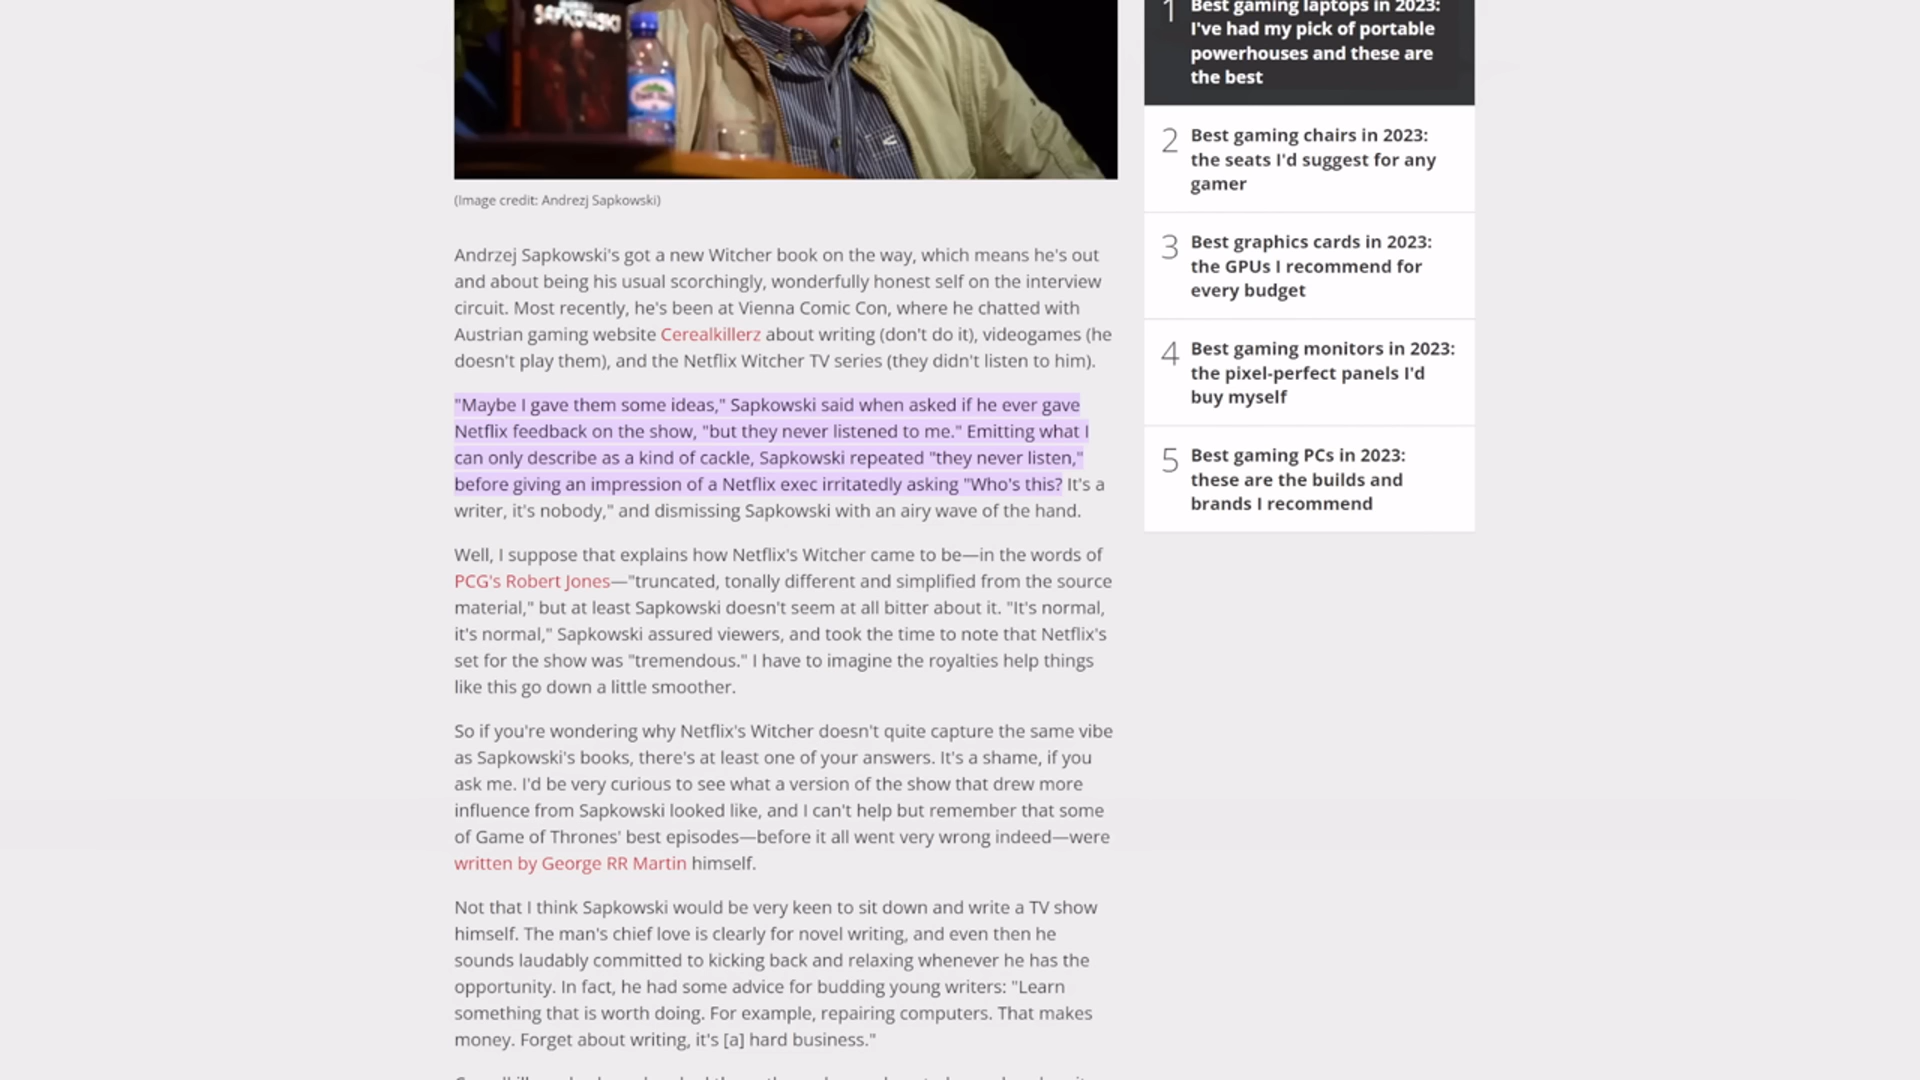 SAPKOWSKI
(Image credit: Andrezj Sapkowski)
Andrzej Sapkowski's got a new Witcher book on the way, which means he's out
and about being his usual scorchingly, wonderfully honest self on the interview
circuit. Most recently, he's been at Vienna Comic Con, where he chatted with
Austrian gaming website Cerealkillerz about writing (don't do it), videogames (he
doesn't play them), and the Netflix Witcher TV series (they didn't listen to him).
"Maybe I gave them some ideas," Sapkowski said when asked if he ever gave
Netflix feedback on the show, "but they never listened to me." Emitting what I
can only describe as a kind of cackle, Sapkowski repeated "they never listen,"
before giving an impression of a Netflix exec irritatedly asking "Who's this? It's a
writer, it's nobody," and dismissing Sapkowski with an airy wave of the hand.
Well, I suppose that explains how Netflix's Witcher came to be—in the words of
PCG's Robert Jones—"truncated, tonally different and simplified from the source
material," but at least Sapkowski doesn't seem at all bitter about it. "It's normal,
it's normal," Sapkowski assured viewers, and took the time to note that Netflix's
set for the show was "tremendous." I have to imagine the royalties help things
like this go down a little smoother.
So if you're wondering why Netflix's Witcher doesn't quite capture the same vibe
as Sapkowski's books, there's at least one of your answers. It's a shame, if you
ask me. I'd be very curious to see what a version of the show that drew more
influence from Sapkowski looked like, and I can't help but remember that some
of Game of Thrones' best episodes—before it all went very wrong indeed—were
written by George RR Martin himself.
Not that I think Sapkowski would be very keen to sit down and write a TV show
himself. The man's chief love is clearly for novel writing, and even then he
sounds laudably committed to kicking back and relaxing whenever he has the
opportunity. In fact, he had some advice for budding young writers: "Learn
something that is worth doing. For example, repairing computers. That makes
money. Forget about writing, it's [a] hard business."
1 Best gaming laptops in 2023:
I've had my pick of portable
powerhouses and these are
the best
2 Best gaming chairs in 2023:
the seats I'd suggest for any
gamer
3 Best graphics cards in 2023:
the GPUs I recommend for
every budget
4 Best gaming monitors in 2023:
the pixel-perfect panels I'd
buy myself
5 Best gaming PCs in 2023:
these are the builds and
brands I recommend